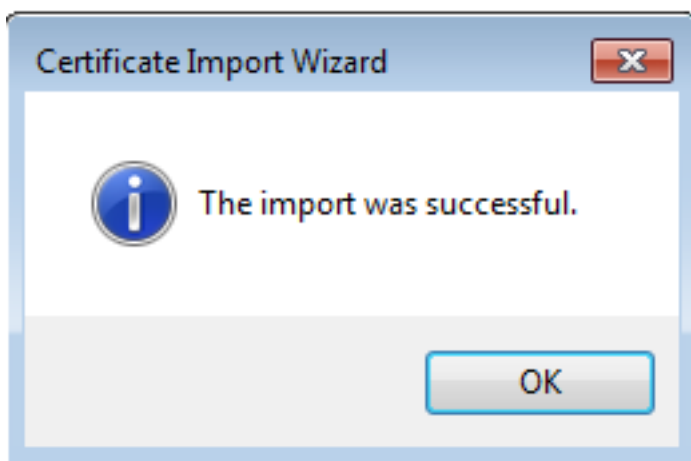 Certificate Import Wizard
The import was successful.
OK